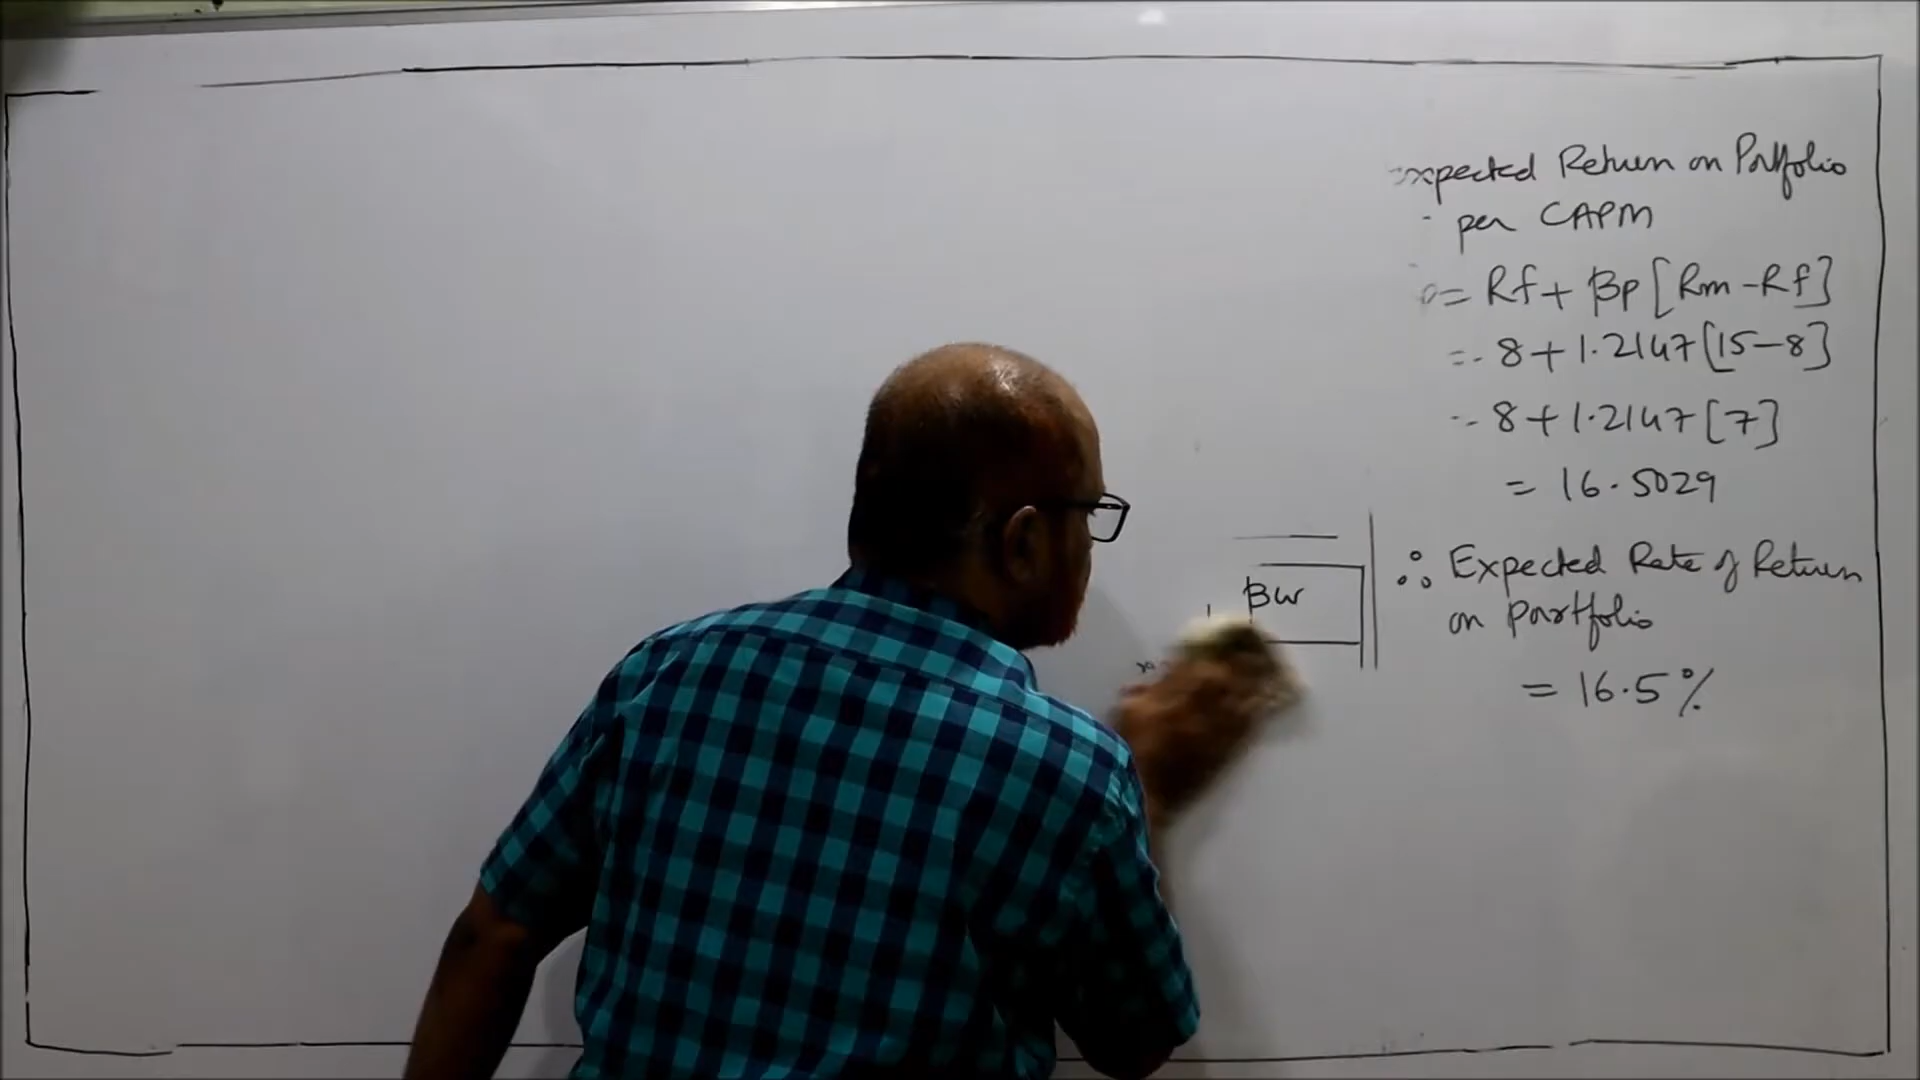 Expected Return on Portfolio
per CAPM
= Rf + βp [Rm - Rf]
= 8 + 1.2147 [15-8]
= 8 + 1.2147 [7]
= 16.5029
βw
∴ Expected Rate of Return
on portfolio
= 16.5%